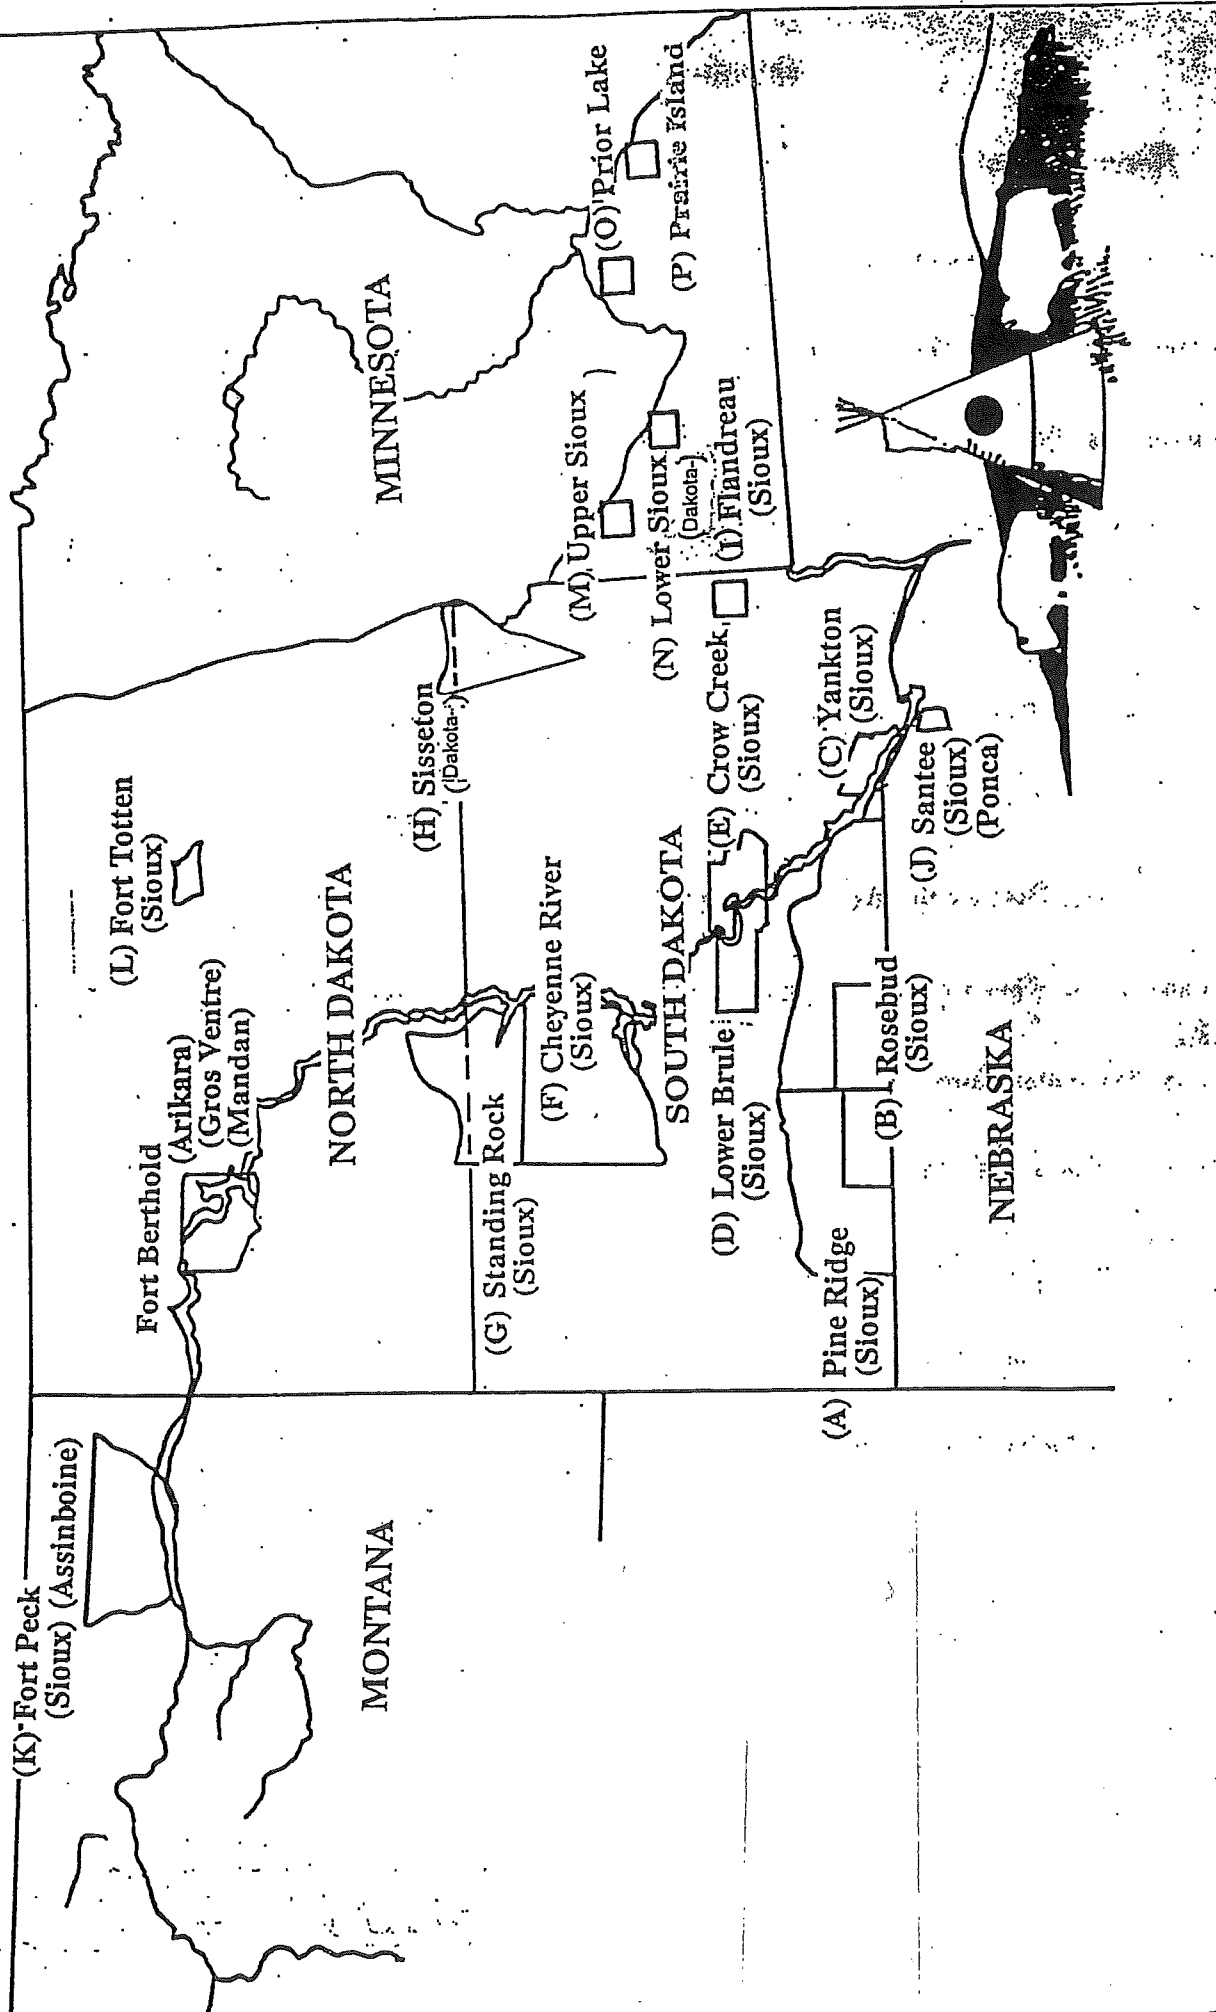 (K) Fort Peck
(Sioux) (Assinboine)
MONTANA
Fort Berthold
(Arikara)
(Gros Ventre)
(Mandan)
(L) Fort Totten
(Sioux)
NORTH DAKOTA
(H) Sisseton
(Dakota-)
MINNESOTA
(O) Prior Lake
(P) Prairie Island
(M) Upper Sioux
(N) Lower Sioux
(Dakota-)
(I) Flandreau
(Sioux)
(G) Standing Rock
(Sioux)
(F) Cheyenne River
(Sioux)
SOUTH DAKOTA
(E) Crow Creek
(Sioux)
(D) Lower Brule
(Sioux)
(C) Yankton
(Sioux)
(A) Pine Ridge
(Sioux)
(B) Rosebud
(Sioux)
(J) Santee
(Sioux)
(Ponca)
NEBRASKA